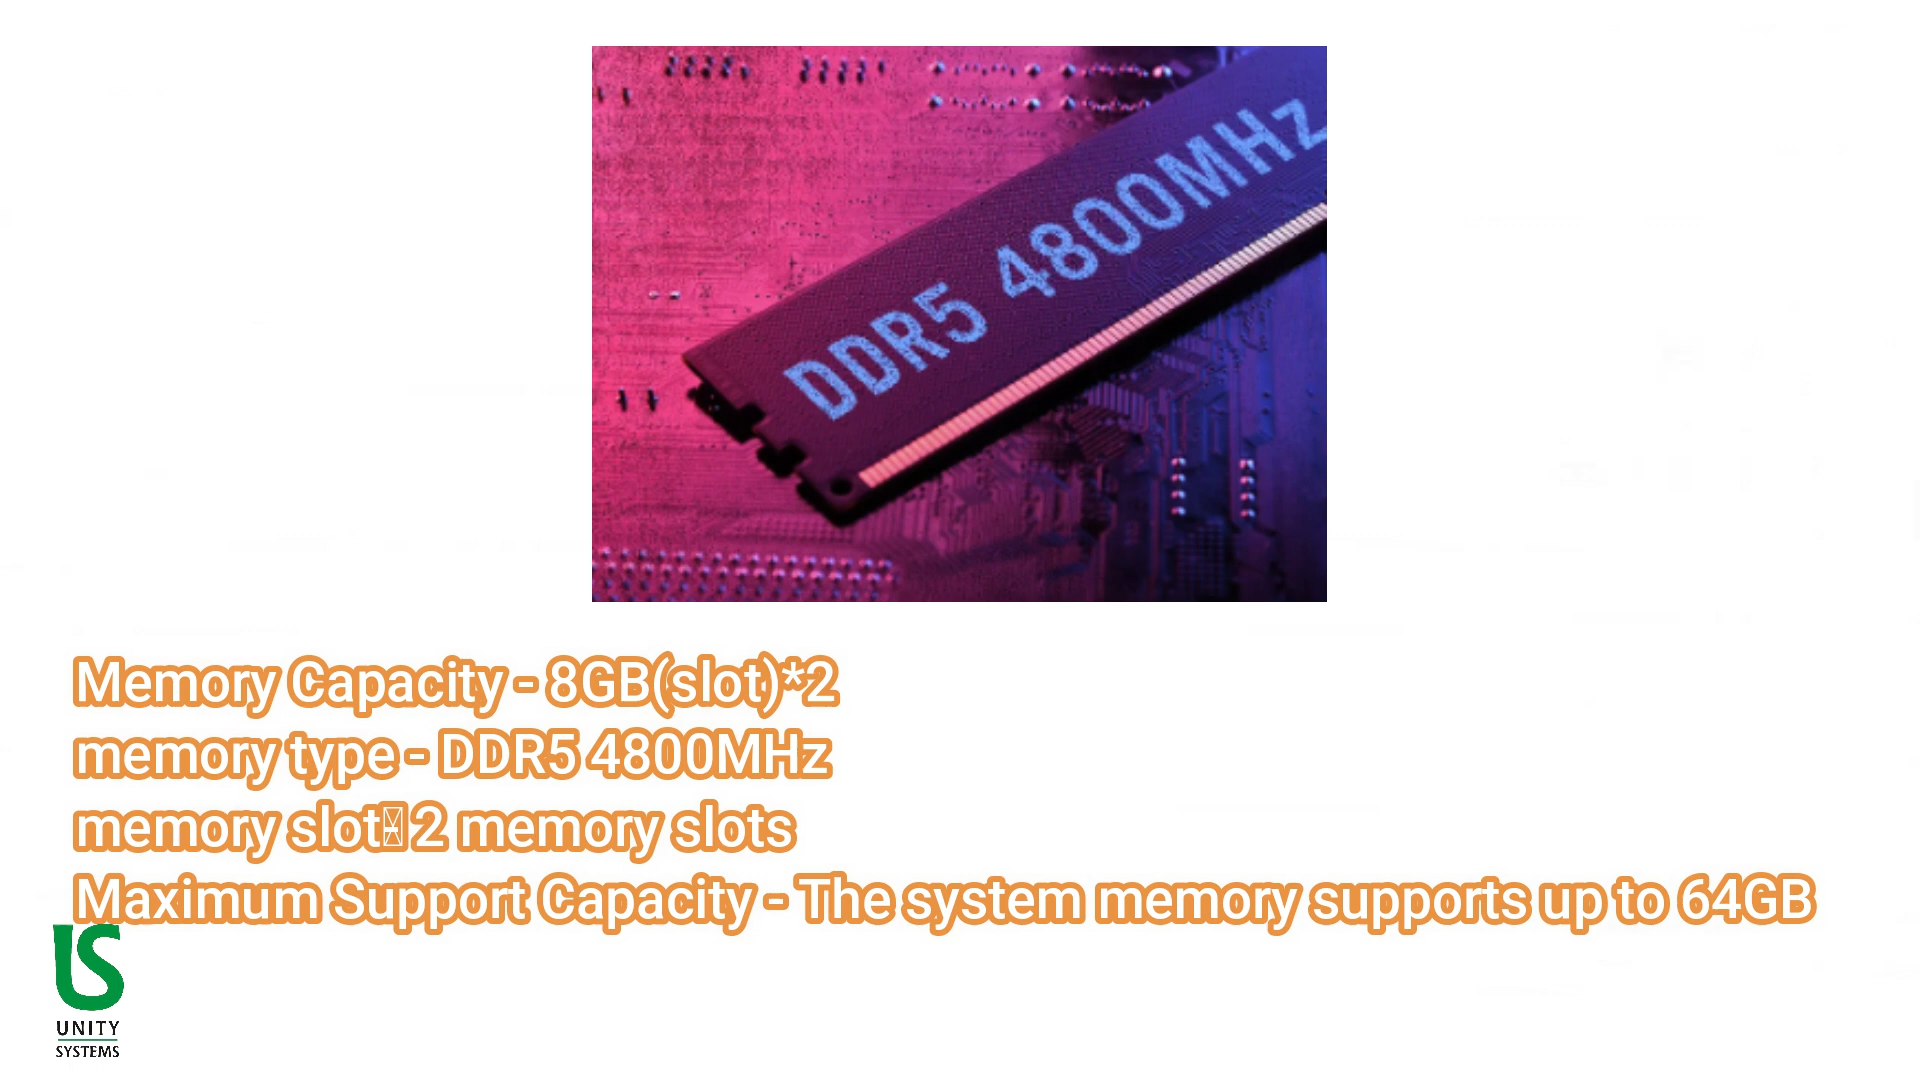 DDR5 4800MHz
Memory Capacity - 8GB(slot)*2
memory type - DDR5 4800MHz
memory slot 2 memory slots
Maximum Support Capacity - The system memory supports up to 64GB
US
UNITY
SYSTEMS